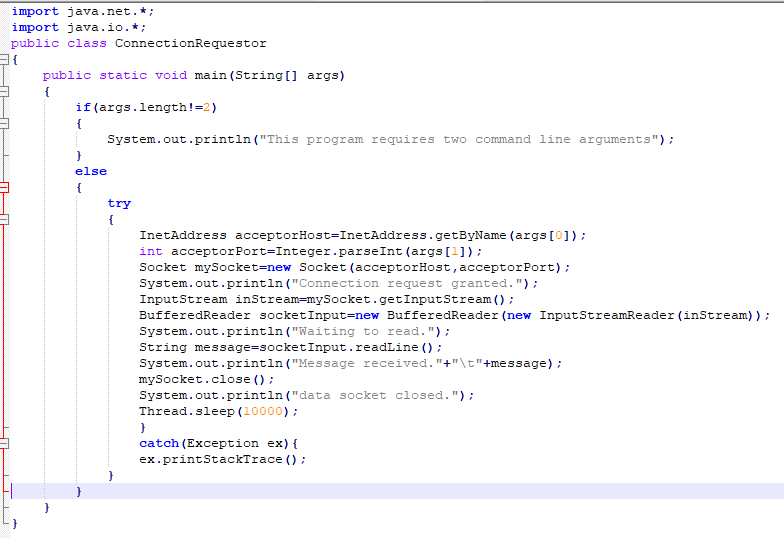 import java.net.*;
import java.io.*;
public class ConnectionRequestor
{
    public static void main(String[] args)
    {
        if(args.length!=2)
        {
            System.out.println("This program requires two command line arguments");
        }
        else
        {
            try
            {
                InetAddress acceptorHost=InetAddress.getByName(args[0]);
                int acceptorPort=Integer.parseInt(args[1]);
                Socket mySocket=new Socket(acceptorHost,acceptorPort);
                System.out.println("Connection request granted.");
                InputStream inStream=mySocket.getInputStream();
                BufferedReader socketInput=new BufferedReader(new InputStreamReader(inStream));
                System.out.println("Waiting to read.");
                String message=socketInput.readLine();
                System.out.println("Message received."+"\t"+message);
                mySocket.close();
                System.out.println("data socket closed.");
                Thread.sleep(10000);
                }
                catch(Exception ex){
                ex.printStackTrace();
            }
        }
    }
}